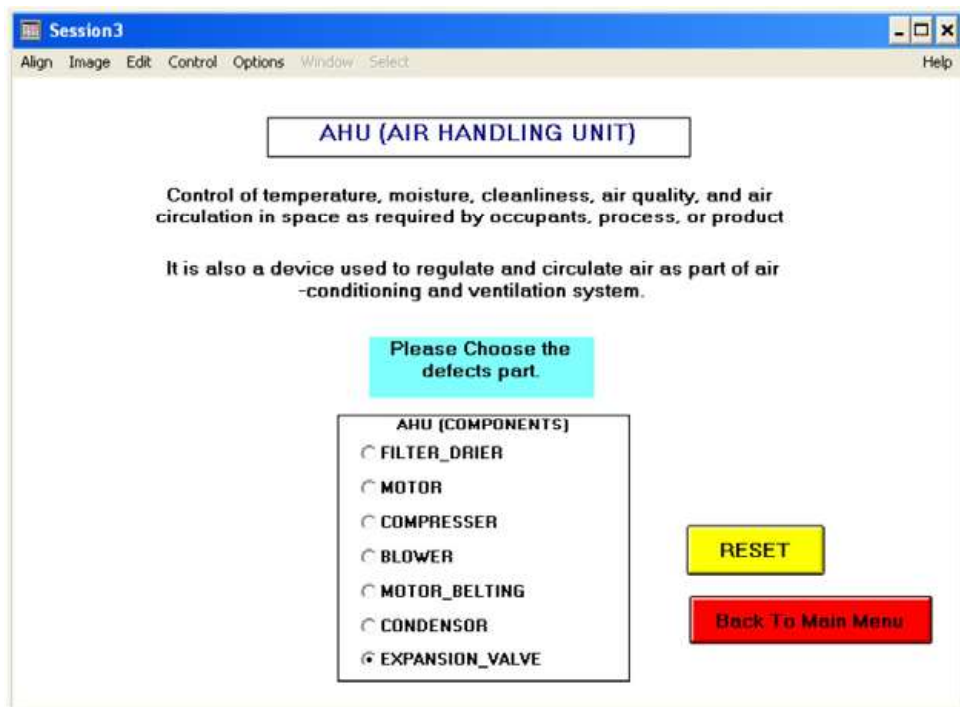 Session3
Align Image Edit Control Options Window Select Help
AHU (AIR HANDLING UNIT)
Control of temperature, moisture, cleanliness, air quality, and air
circulation in space as required by occupants, process, or product
It is also a device used to regulate and circulate air as part of air
-conditioning and ventilation system.
Please Choose the
defects part.
AHU (COMPONENTS)
FILTER_DRIER
MOTOR
COMPRESSER
BLOWER
MOTOR_BELTING
CONDENSOR
EXPANSION_VALVE
RESET
Back To Main Menu